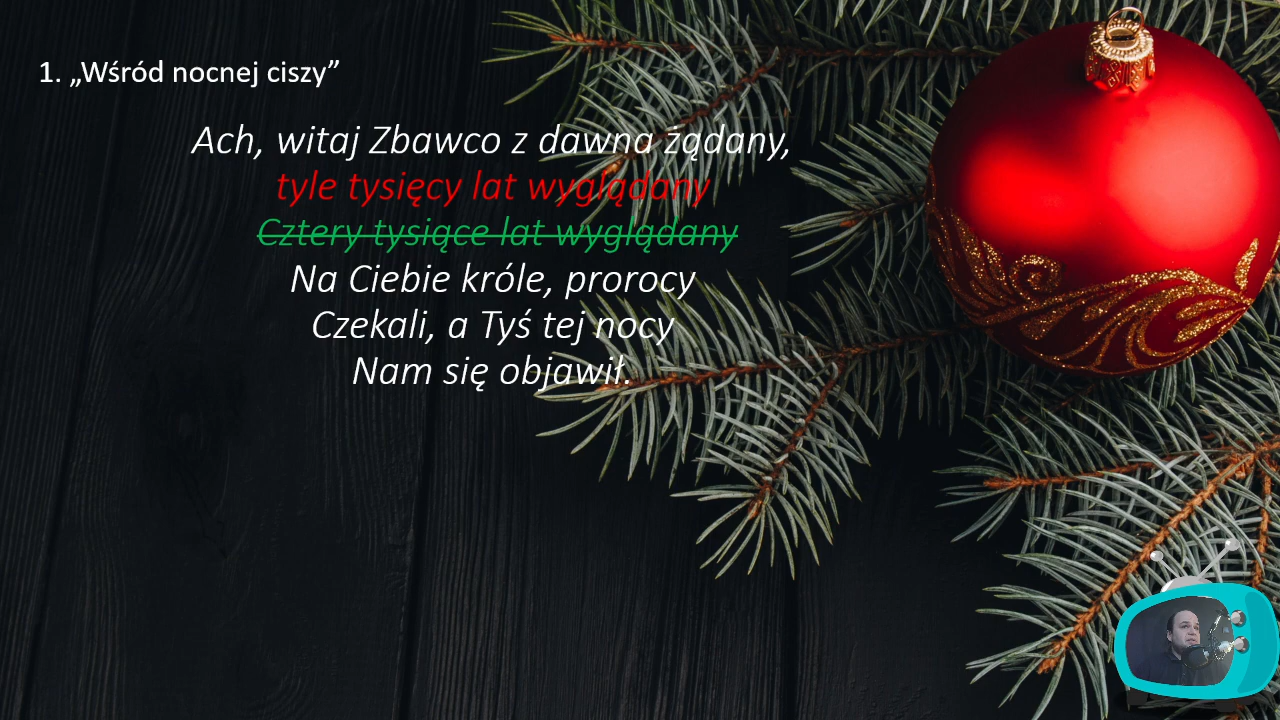 1. „Wśród nocnej ciszy”
Ach, witaj Zbawco z dawna żądany,
tyle tysięcy lat wyglądany
Cztery tysiące lat wyglądany
Na Ciebie króle, prorocy
Czekali, a Tyś tej nocy
Nam się objawił.